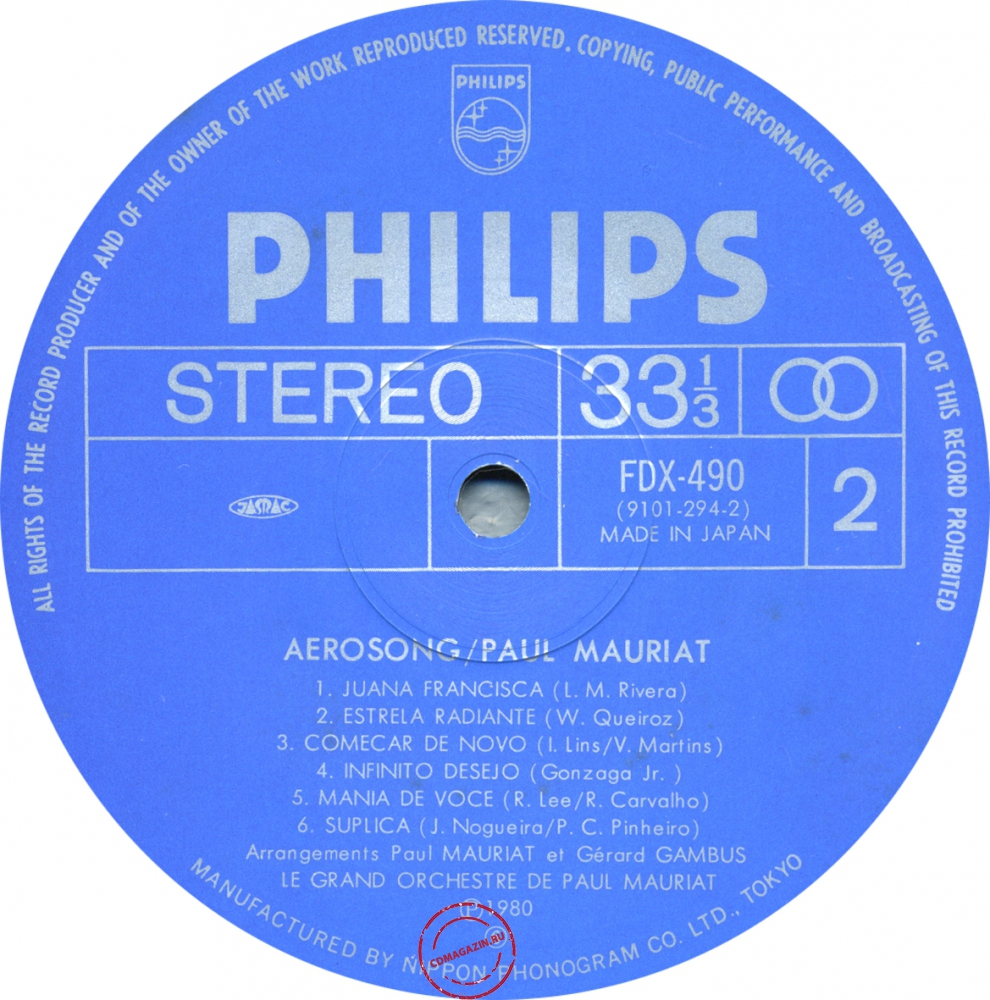 ALL RIGHTS OF THE RECORD PRODUCER AND OF THE OWNER OF THE WORK REPRODUCED RESERVED. COPYING, PUBLIC PERFORMANCE AND BROADCASTING OF THIS RECORD PROHIBITED
PHILIPS
PHILIPS
STEREO
33 1/3
JASRAC
FDX-490
(9101-294-2)
MADE IN JAPAN
2
AEROSONG/PAUL MAURIAT
1. JUANA FRANCISCA (L. M. Rivera)
2. ESTRELA RADIANTE (W. Queiroz)
3. COMECAR DE NOVO (I. Lins/V. Martins)
4. INFINITO DESEJO (Gonzaga Jr. )
5. MANIA DE VOCE (R. Lee/R. Carvalho)
6. SUPLICA (J. Nogueira/P. C. Pinheiro)
Arrangements Paul MAURIAT et Gérard GAMBUS
LE GRAND ORCHESTRE DE PAUL MAURIAT
Ⓟ1980
®
CDMAGAZIN.RU
MANUFACTURED BY NIPPON PHONOGRAM CO. LTD., TOKYO